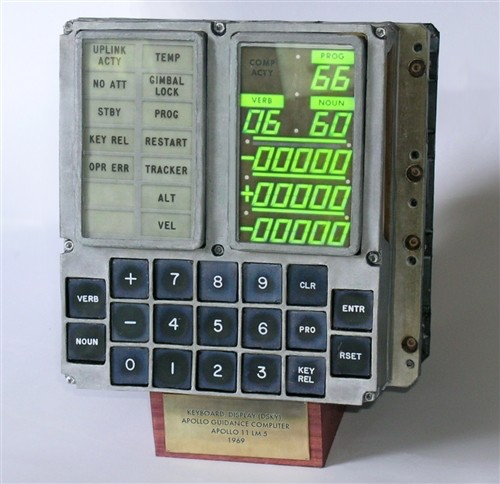 UPLINK
ACTY
TEMP
NO ATT
GIMBAL
LOCK
STBY
PROG
KEY REL
RESTART
OPR ERR
TRACKER
ALT
VEL
COMP
ACTY
PROG
66
VERB
NOUN
06
60
-00000
+00000
-00000
VERB
NOUN
+
7
8
9
CLR
-
4
5
6
PRO
0
1
2
3
KEY
REL
ENTR
RSET
KEYBOARD, DISPLAY (DSKY)
APOLLO GUIDANCE COMPUTER
APOLLO 11 LM 5
1969